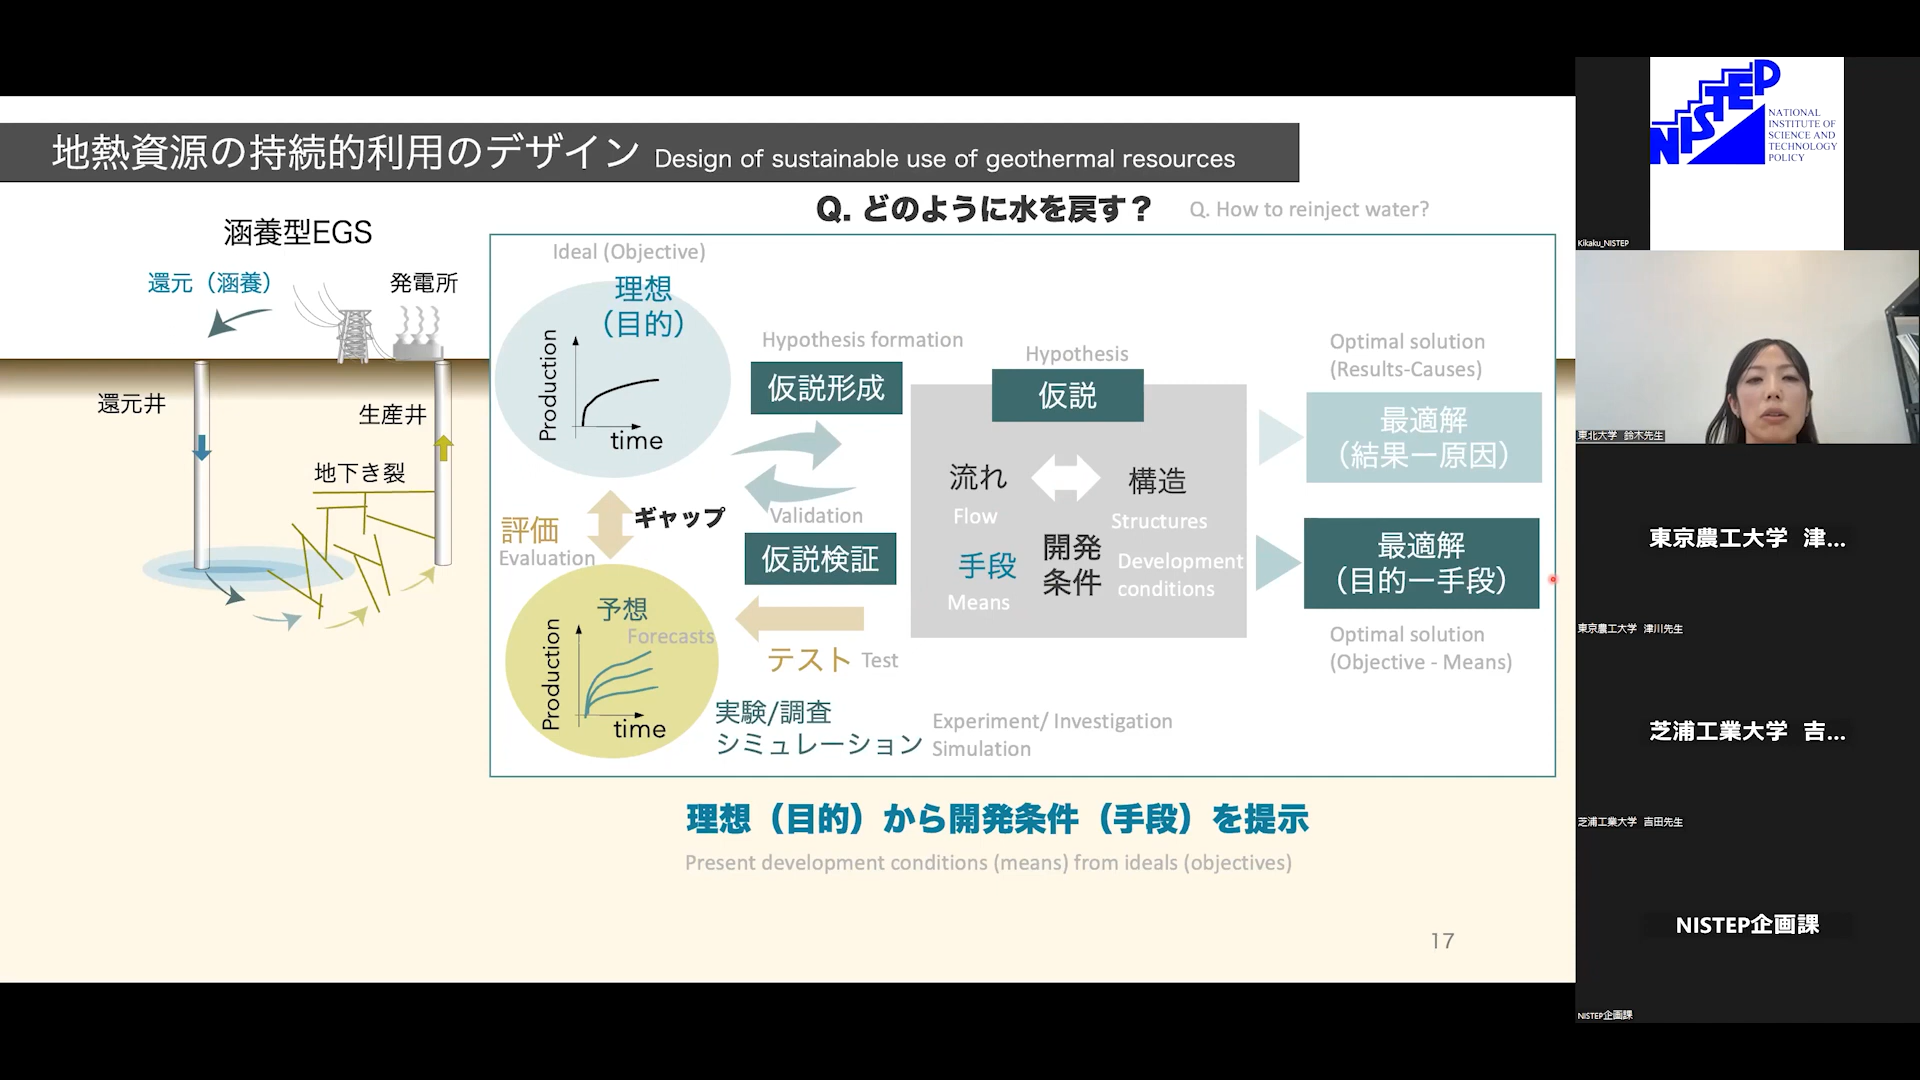 地熱資源の持続的利用のデザイン Design of sustainable use of geothermal resources
Q. どのように水を戻す？ Q. How to reinject water?
涵養型EGS
還元（涵養）
発電所
還元井
生産井
地下き裂
Ideal (Objective)
理想
（目的）
Production
time
評価
Evaluation
ギャップ
予想
Forecasts
Production
time
Hypothesis formation
仮説形成
Validation
仮説検証
テスト Test
実験/調査
シミュレーション
Experiment/ Investigation
Simulation
Hypothesis
仮説
流れ
Flow
構造
Structures
手段
Means
開発
条件
Development
conditions
Optimal solution
(Results-Causes)
最適解
（結果ー原因）
最適解
（目的ー手段）
Optimal solution
(Objective - Means)
理想（目的）から開発条件（手段）を提示
Present development conditions (means) from ideals (objectives)
17
NISTEP
NATIONAL
INSTITUTE OF
SCIENCE AND
TECHNOLOGY
POLICY
Kikaku_NISTEP
東北大学 鈴木先生
東京農工大学 津...
東京農工大学 津川先生
芝浦工業大学 吉...
芝浦工業大学 吉田先生
NISTEP企画課
NISTEP企画課